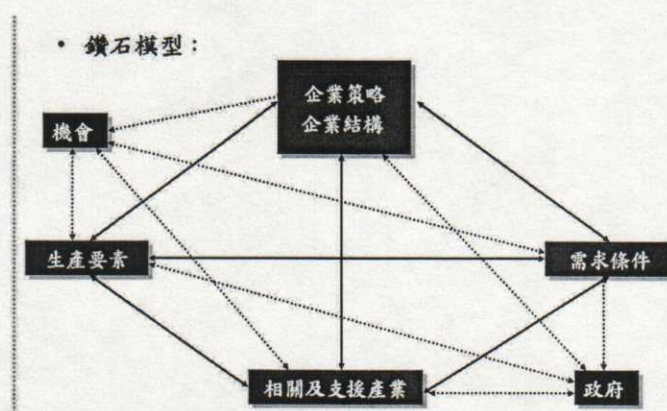 • 鑽石模型：
企業策略
企業結構
機會
生產要素
需求條件
相關及支援產業
政府